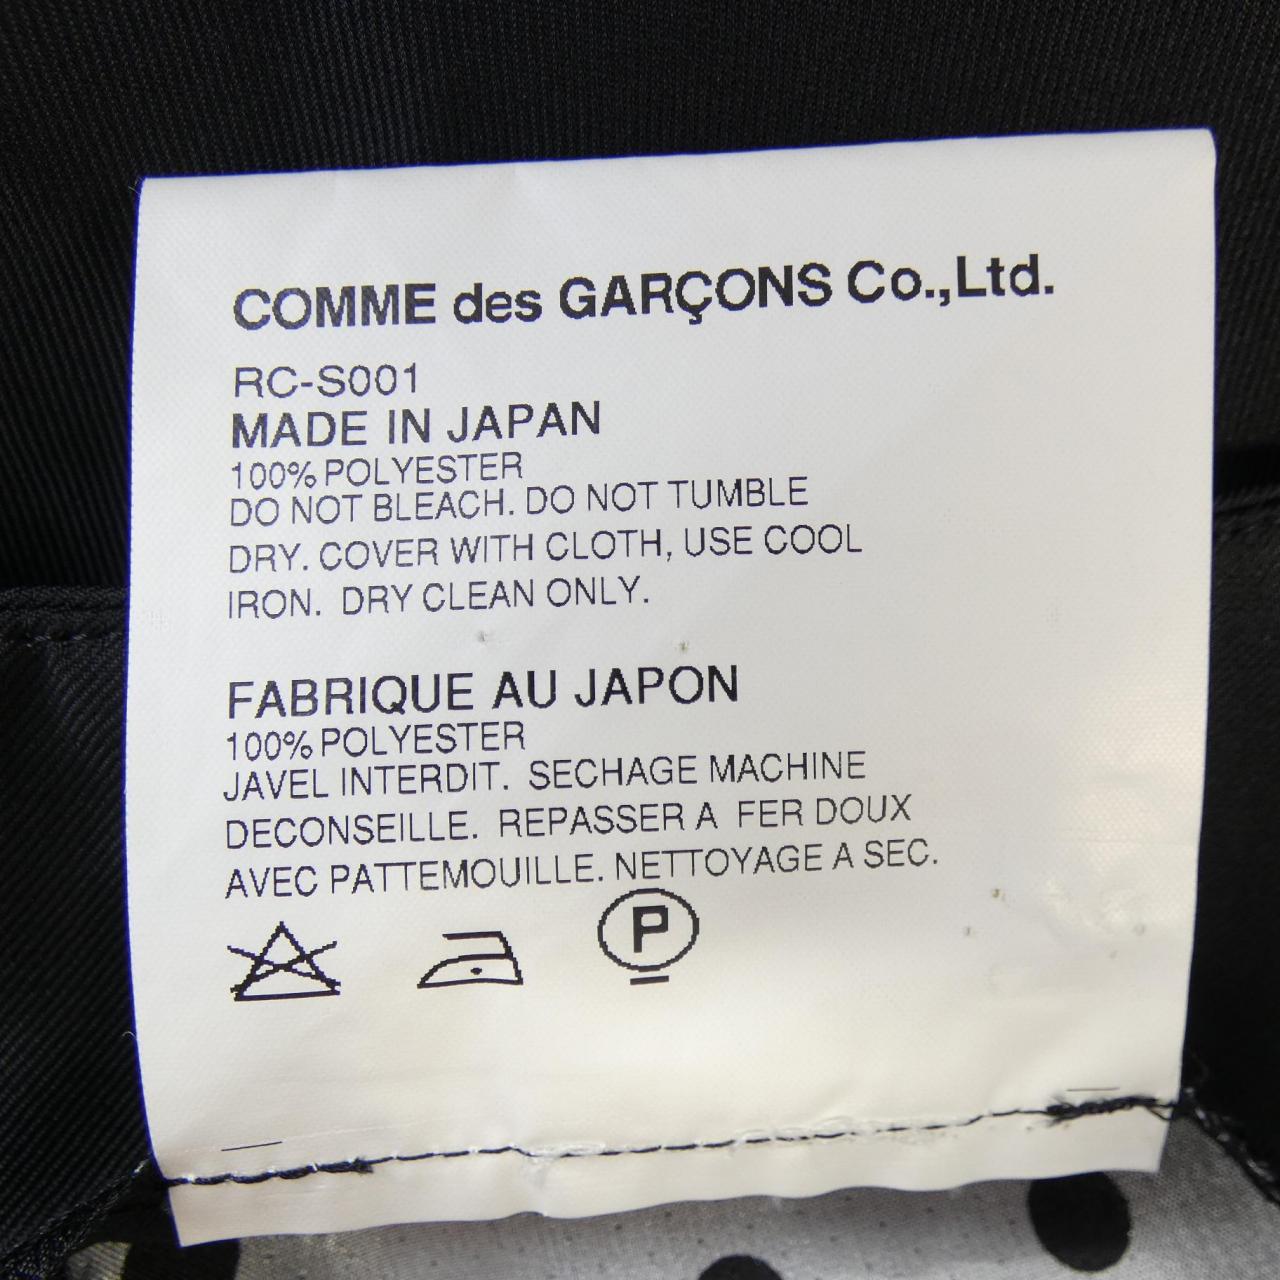 COMME des GARÇONS Co.,Ltd.
RC-S001
MADE IN JAPAN
100% POLYESTER
DO NOT BLEACH. DO NOT TUMBLE
DRY. COVER WITH CLOTH, USE COOL
IRON. DRY CLEAN ONLY.
FABRIQUE AU JAPON
100% POLYESTER
JAVEL INTERDIT. SECHAGE MACHINE
DECONSEILLE. REPASSER A FER DOUX
AVEC PATTEMOUILLE. NETTOYAGE A SEC.
P